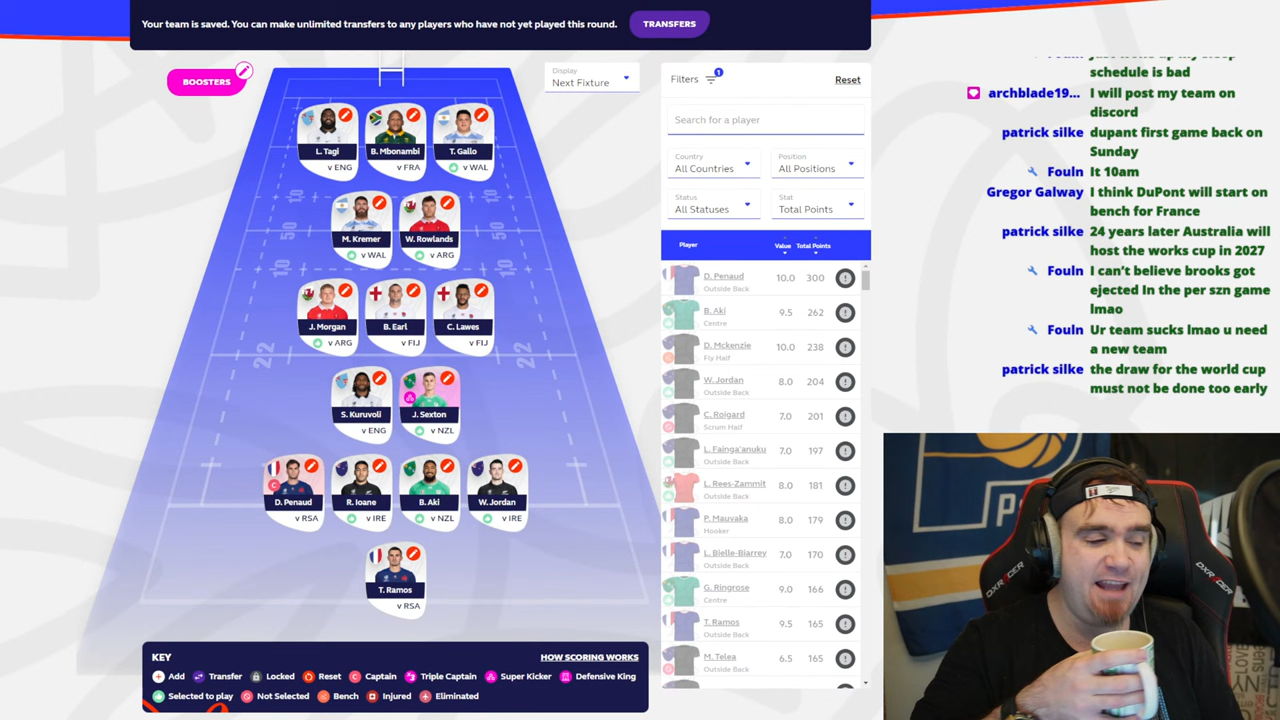 Your team is saved. You can make unlimited transfers to any players who have not yet played this round.
TRANSFERS
BOOSTERS
Display
Next Fixture
L. Tagi
v ENG
B. Mbonambi
v FRA
T. Gallo
v WAL
M. Kremer
v WAL
W. Rowlands
v ARG
J. Morgan
v ARG
B. Earl
v FIJ
C. Lawes
v FIJ
S. Kuruvoli
v ENG
J. Sexton
v NZL
D. Penaud
v RSA
R. Ioane
v IRE
B. Aki
v NZL
W. Jordan
v IRE
T. Ramos
v RSA
10
10
50
50
10
10
22
22
KEY
HOW SCORING WORKS
Add
Transfer
Locked
Reset
Captain
Triple Captain
Super Kicker
Defensive King
Selected to play
Not Selected
Bench
Injured
Eliminated
Filters
1
Reset
Search for a player
Country
All Countries
Position
All Positions
Status
All Statuses
Stat
Total Points
Player Value Total Points
D. Penaud 10.0 300
Outside Back
B. Aki 9.5 262
Centre
D. Mckenzie 10.0 238
Fly Half
W. Jordan 8.0 204
Outside Back
C. Roigard 7.0 201
Scrum Half
L. Fainga'anuku 7.0 197
Outside Back
L. Rees-Zammit 8.0 181
Outside Back
P. Mauvaka 8.0 179
Hooker
L. Bielle-Biarrey 7.0 170
Outside Back
G. Ringrose 9.0 166
Centre
T. Ramos 9.5 165
Outside Back
M. Telea 6.5 165
Outside Back
schedule is bad
archblade19... I will post my team on
discord
patrick silke dupant first game back on
Sunday
Fouln It 10am
Gregor Galway I think DuPont will start on
bench for France
patrick silke 24 years later Australia will
host the works cup in 2027
Fouln I can't believe brooks got
ejected In the per szn game
lmao
Fouln Ur team sucks lmao u need
a new team
patrick silke the draw for the world cup
must not be done too early
DXRACER
DXRACER